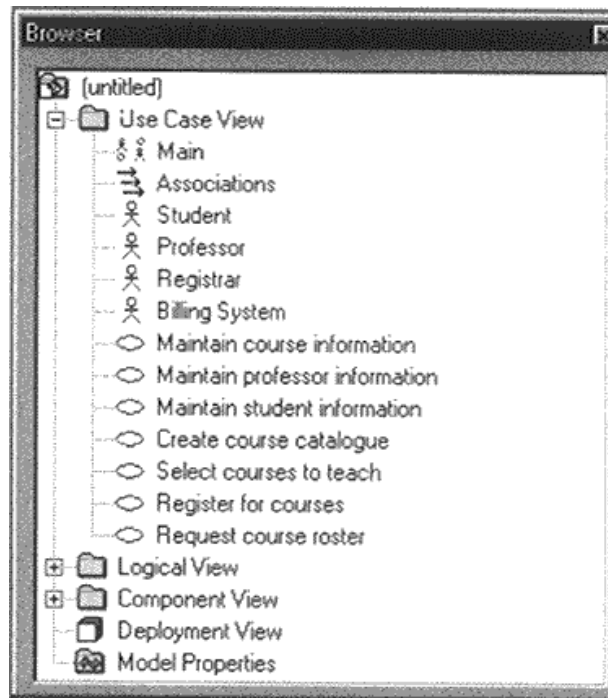 Browser
(untitled)
Use Case View
Main
Associations
Student
Professor
Registrar
Billing System
Maintain course information
Maintain professor information
Maintain student information
Create course catalogue
Select courses to teach
Register for courses
Request course roster
Logical View
Component View
Deployment View
Model Properties